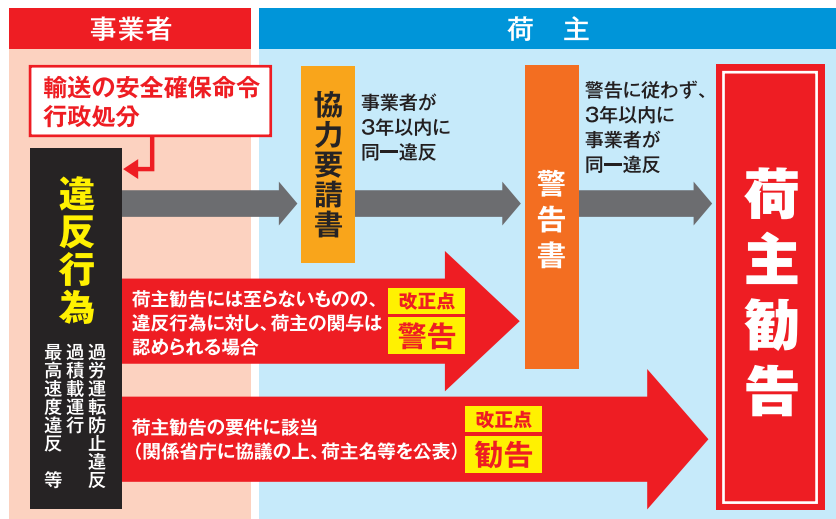 事業者
荷主
輸送の安全確保命令
行政処分
違反行為
過労運転防止違反
過積載運行
最高速度違反 等
協力要請書
事業者が
3年以内に
同一違反
警告書
警告に従わず、
3年以内に
事業者が
同一違反
荷主勧告
荷主勧告には至らないものの、
違反行為に対し、荷主の関与は
認められる場合
改正点
警告
荷主勧告の要件に該当
（関係省庁に協議の上、荷主名等を公表）
改正点
勧告